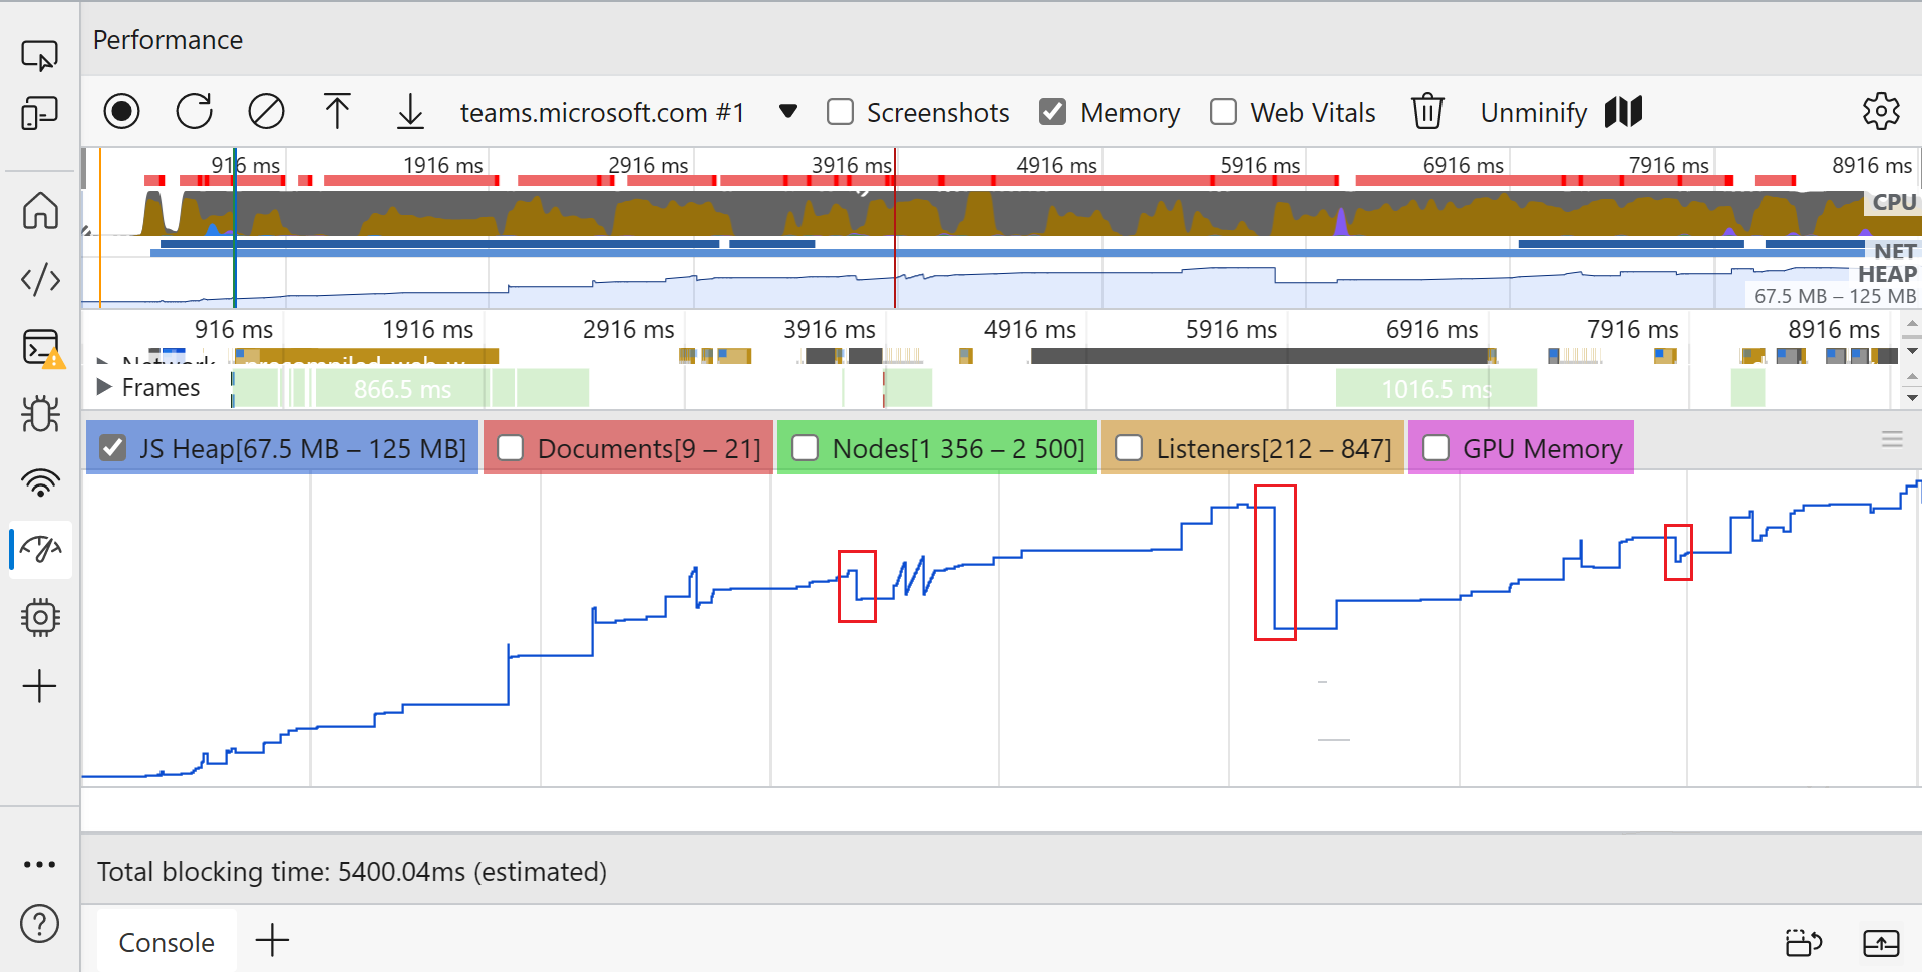 Performance
teams.microsoft.com #1 Screenshots Memory Web Vitals Unminify
916 ms 1916 ms 2916 ms 3916 ms 4916 ms 5916 ms 6916 ms 7916 ms 8916 ms
CPU
NET
HEAP
67.5 MB – 125 MB
916 ms 1916 ms 2916 ms 3916 ms 4916 ms 5916 ms 6916 ms 7916 ms 8916 ms
Network
Frames 866.5 ms 1016.5 ms
JS Heap[67.5 MB – 125 MB] Documents[9 – 21] Nodes[1 356 – 2 500] Listeners[212 – 847] GPU Memory
Total blocking time: 5400.04ms (estimated)
Console